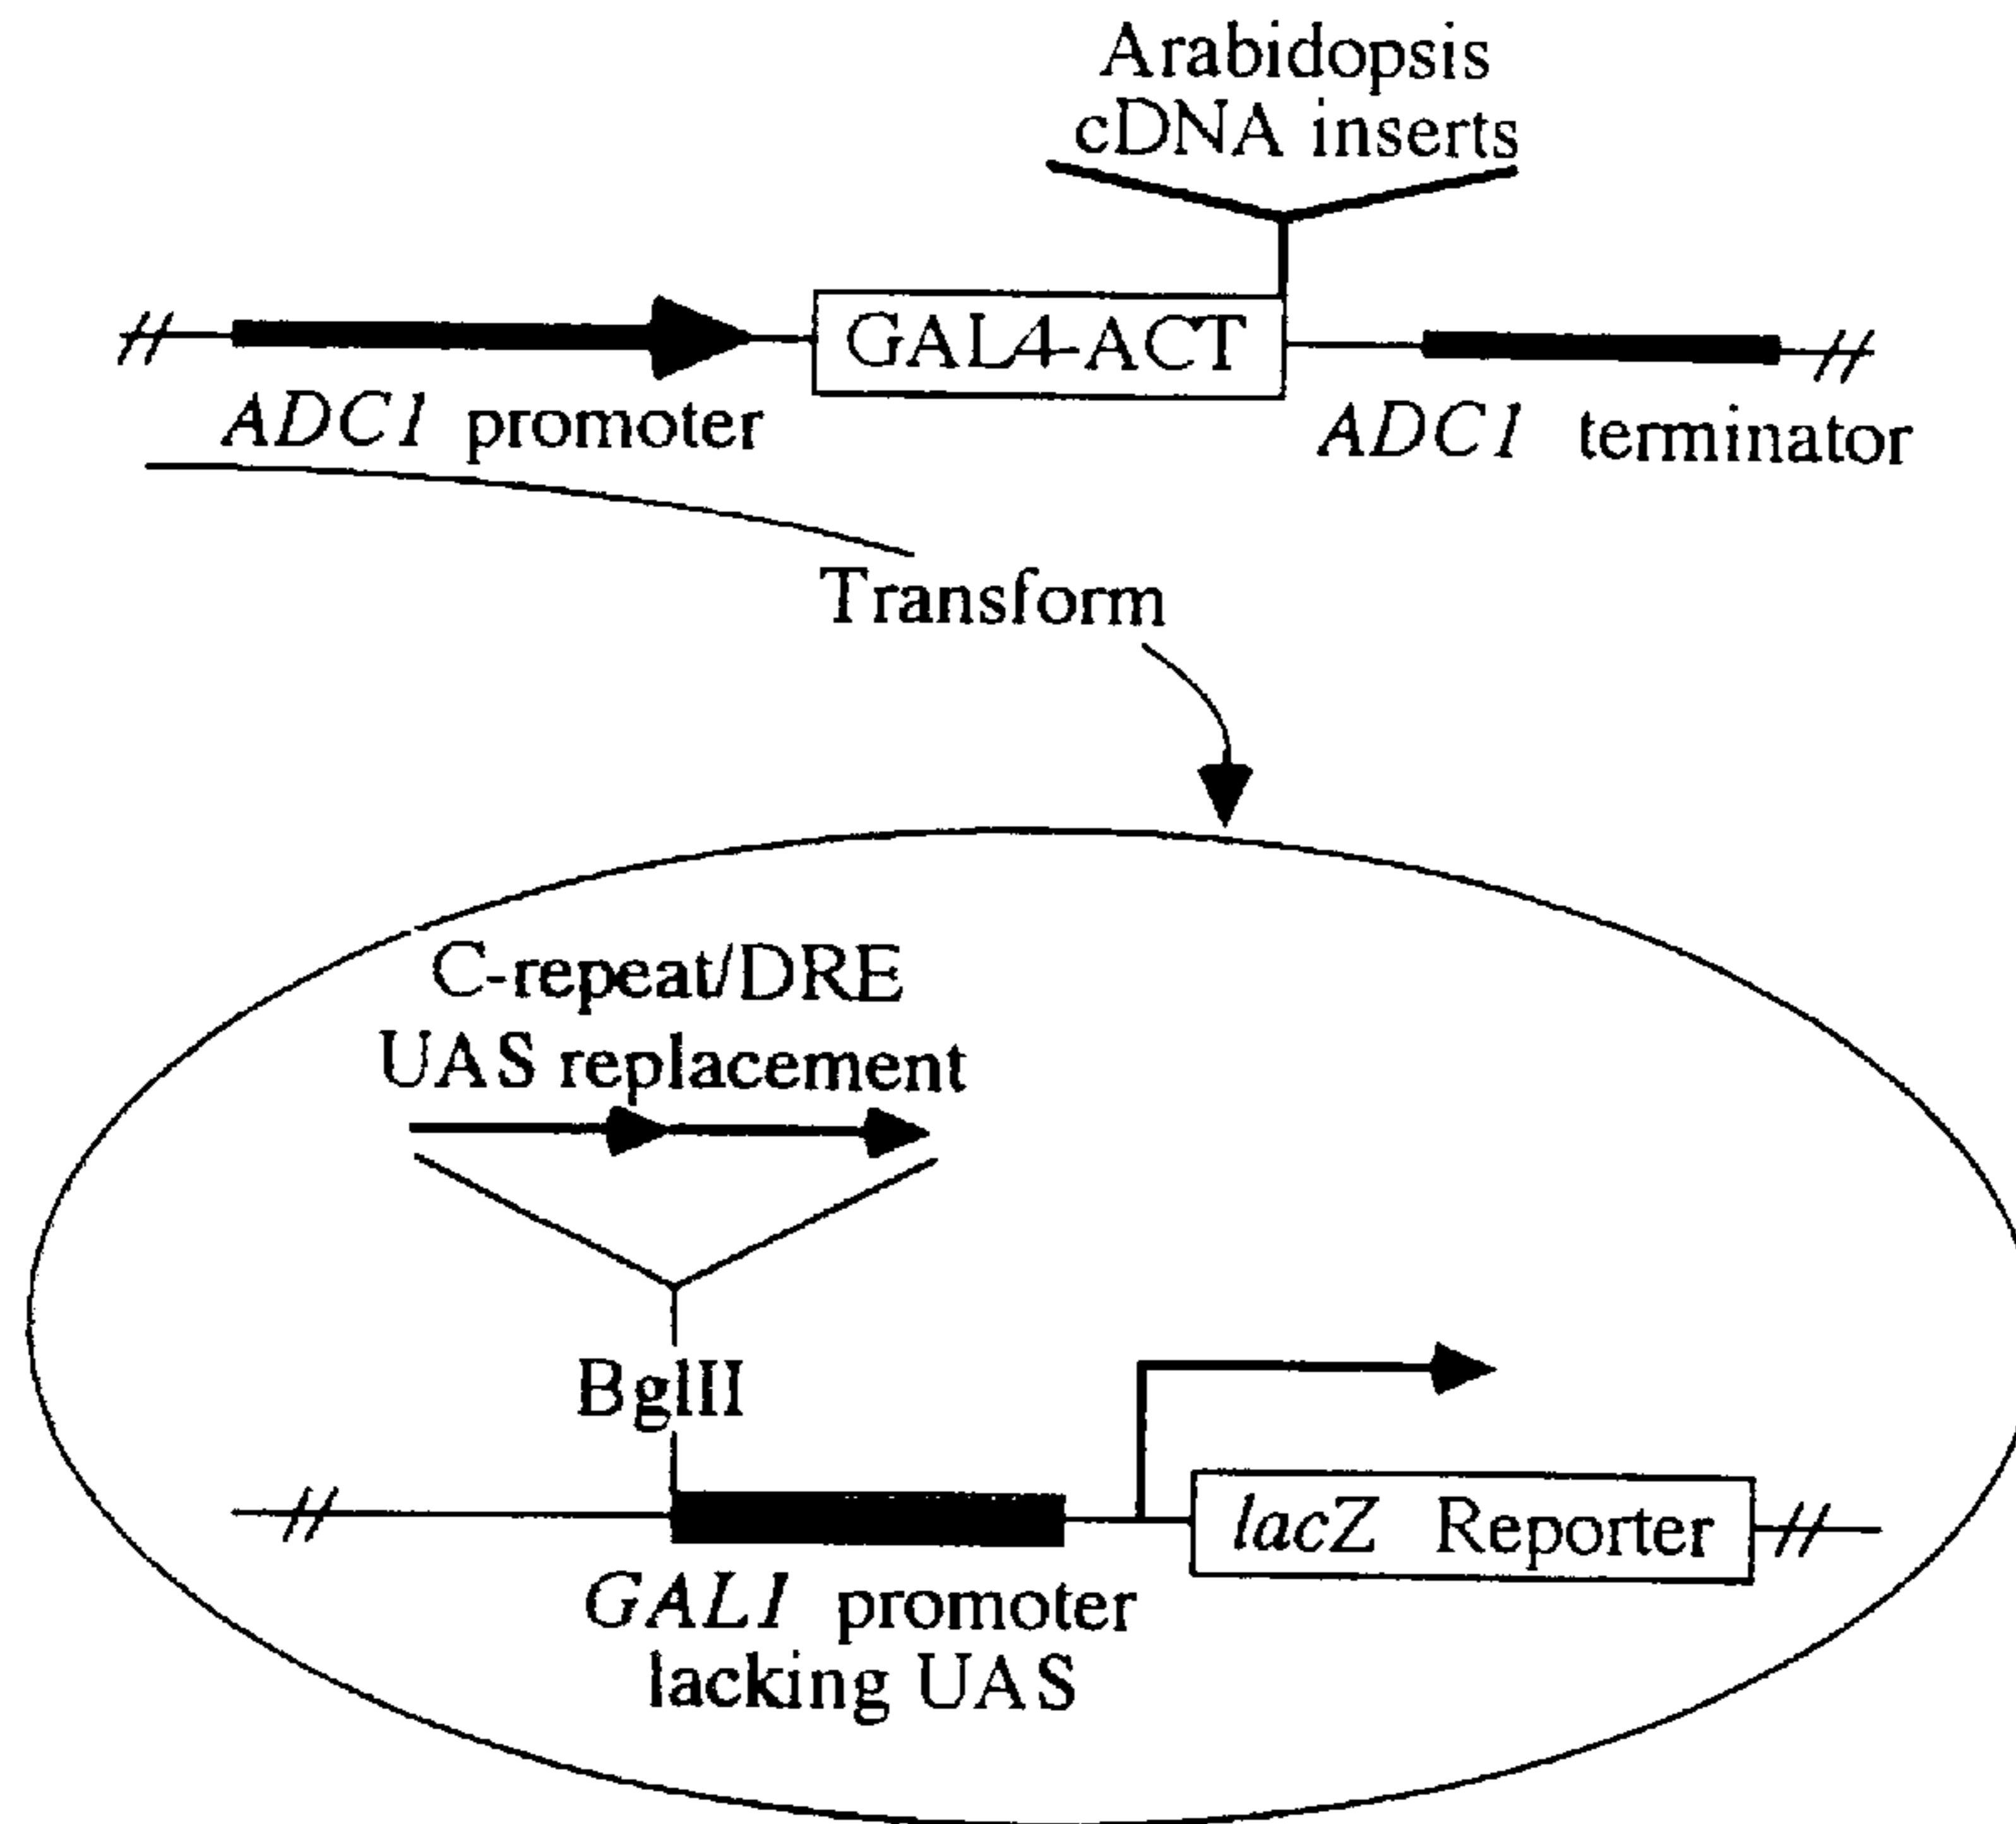 Arabidopsis
cDNA inserts
GAL4-ACT
ADC1 promoter
ADC1 terminator
Transform
C-repeat/DRE
UAS replacement
BglII
lacZ Reporter
GAL1 promoter
lacking UAS